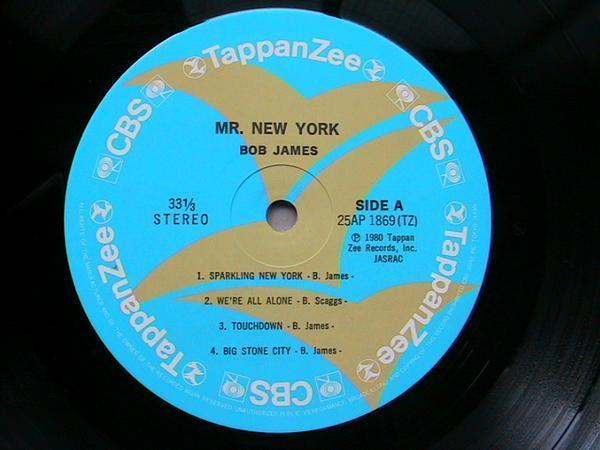 TappanZee
CBS
CBS
MR. NEW YORK
BOB JAMES
33⅓
STEREO
SIDE A
25AP 1869(TZ)
Ⓟ 1980 Tappan
Zee Records, Inc.
JASRAC
1. SPARKLING NEW YORK - B. James -
2. WE'RE ALL ALONE - B. Scaggs -
3. TOUCHDOWN - B. James -
4. BIG STONE CITY - B. James -
TappanZee
TappanZee
CBS